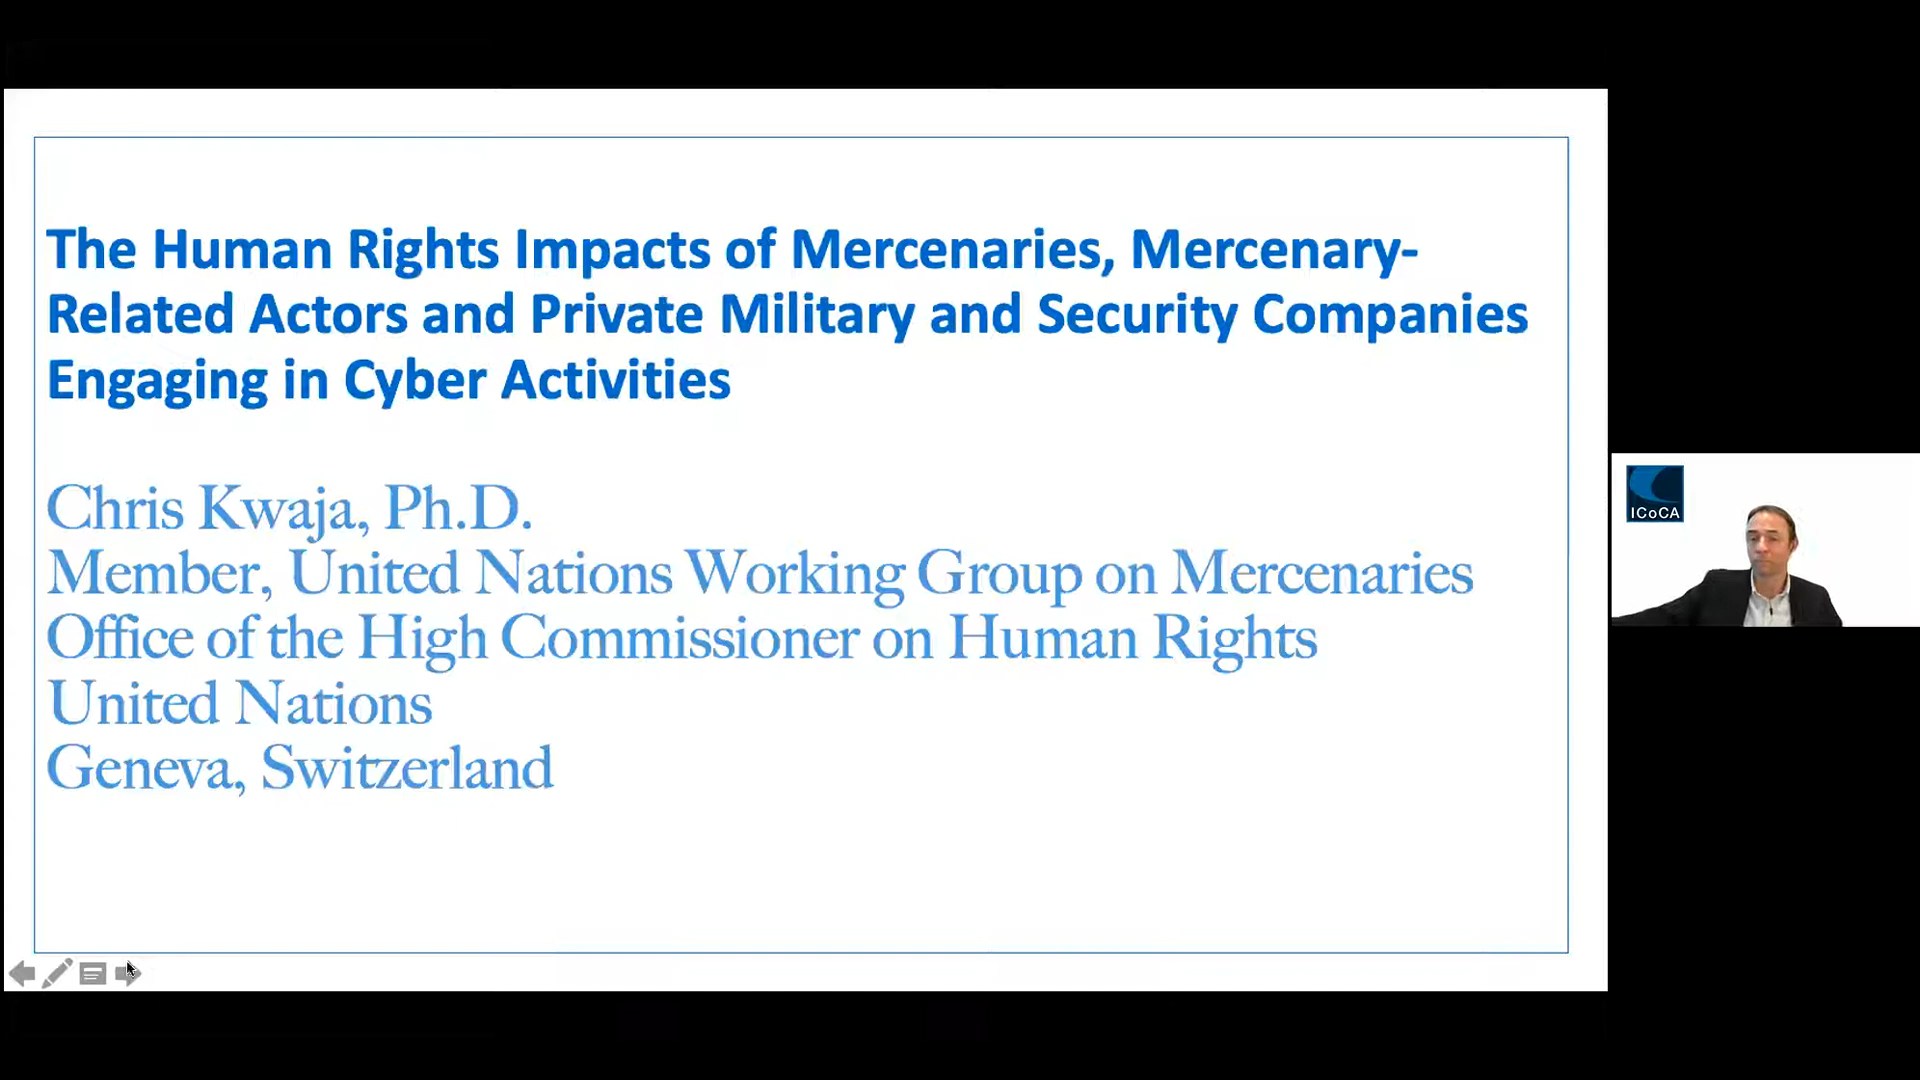 The Human Rights Impacts of Mercenaries, Mercenary-
Related Actors and Private Military and Security Companies
Engaging in Cyber Activities
Chris Kwaja, Ph.D.
Member, United Nations Working Group on Mercenaries
Office of the High Commissioner on Human Rights
United Nations
Geneva, Switzerland
ICoCA